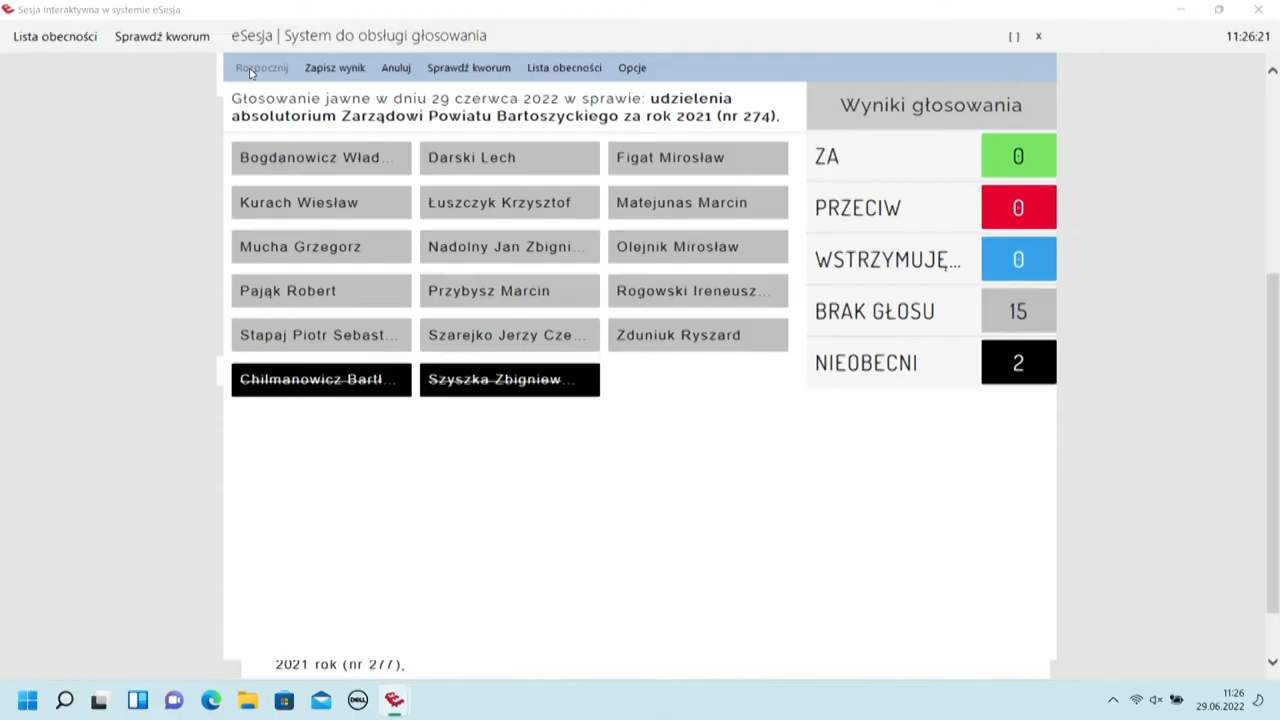 Sesja interaktywna w systemie eSesja
Lista obecności Sprawdź kworum eSesja | System do obsługi głosowania [ ] x 11:26:21
Rozpocznij Zapisz wynik Anuluj Sprawdź kworum Lista obecności Opcje
Głosowanie jawne w dniu 29 czerwca 2022 w sprawie: udzielenia
absolutorium Zarządowi Powiatu Bartoszyckiego za rok 2021 (nr 274).
Wyniki głosowania
Bogdanowicz Wład... Darski Lech Figat Mirosław
Kurach Wiesław Łuszczyk Krzysztof Matejunas Marcin
Mucha Grzegorz Nadolny Jan Zbigni... Olejnik Mirosław
Pająk Robert Przybysz Marcin Rogowski Ireneusz...
Stapaj Piotr Sebast... Szarejko Jerzy Cze... Zduniuk Ryszard
Chilmanowicz Bartł... Szyszka Zbigniew...
ZA 0
PRZECIW 0
WSTRZYMUJĘ... 0
BRAK GŁOSU 15
NIEOBECNI 2
2021 rok (nr 277),
DELL
11:26
29.06.2022